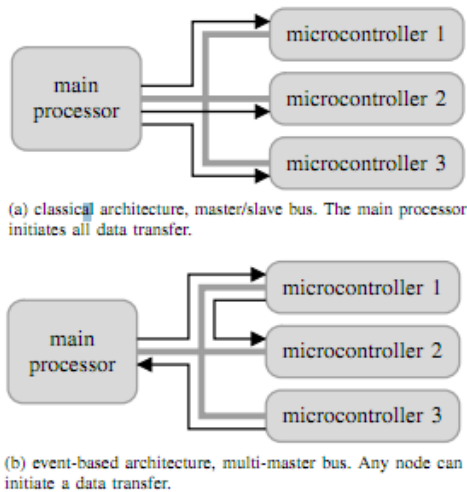 main
processor
microcontroller 1
microcontroller 2
microcontroller 3
(a) classical architecture, master/slave bus. The main processor
initiates all data transfer.
main
processor
microcontroller 1
microcontroller 2
microcontroller 3
(b) event-based architecture, multi-master bus. Any node can
initiate a data transfer.